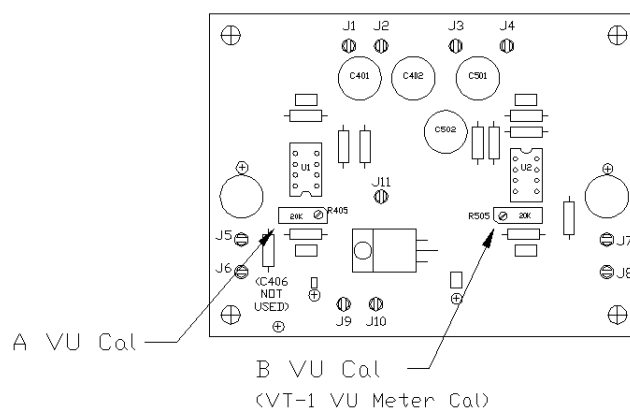 J1 J2 J3 J4
C401 C402 C501
C502
U1 U2
J11
20K R405 R505 20K
J5 J7
J6 J8
(C406
NOT
USED)
J9 J10
A VU Cal
B VU Cal
(VT-1 VU Meter Cal)